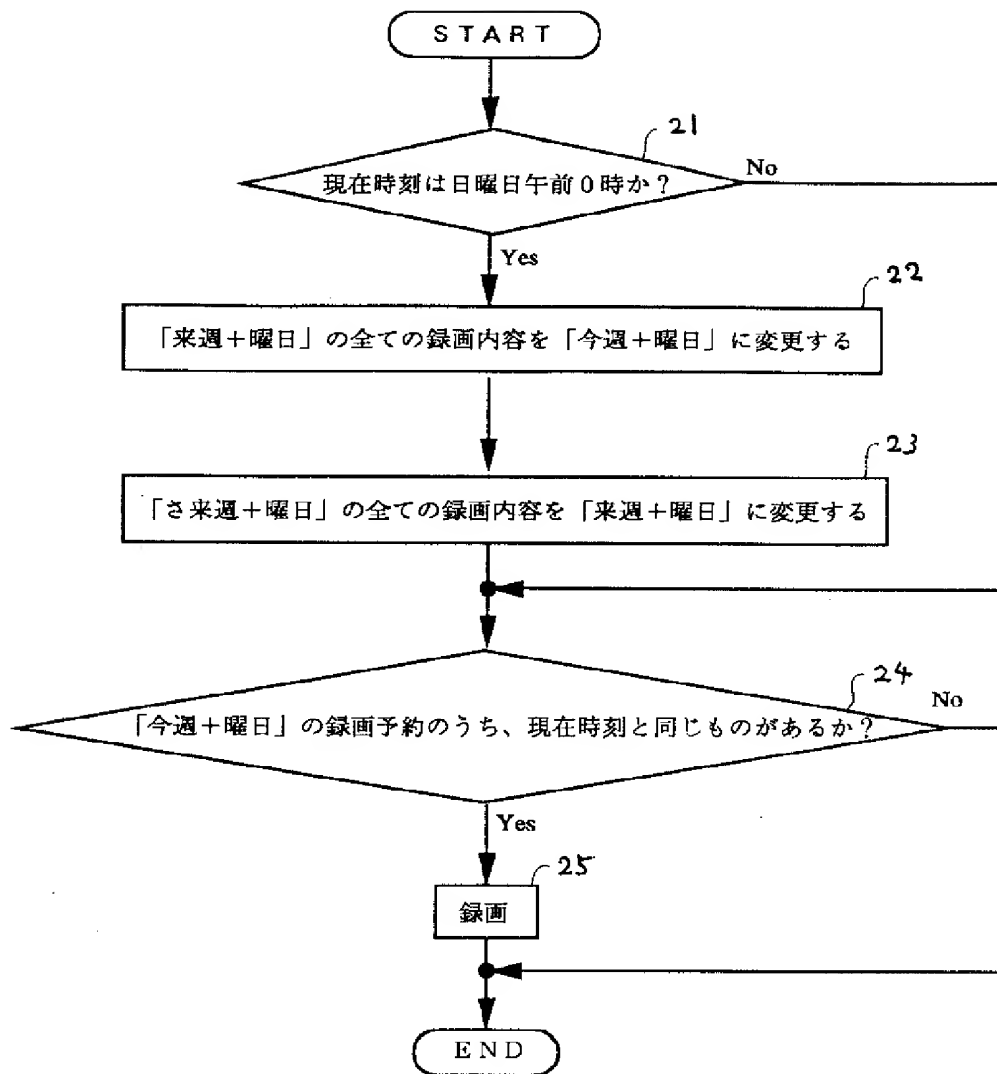 START
21
現在時刻は日曜日午前0時か？
No
Yes
22
「来週＋曜日」の全ての録画内容を「今週＋曜日」に変更する
23
「さ来週＋曜日」の全ての録画内容を「来週＋曜日」に変更する
24
「今週＋曜日」の録画予約のうち、現在時刻と同じものがあるか？
No
Yes
25
録画
END